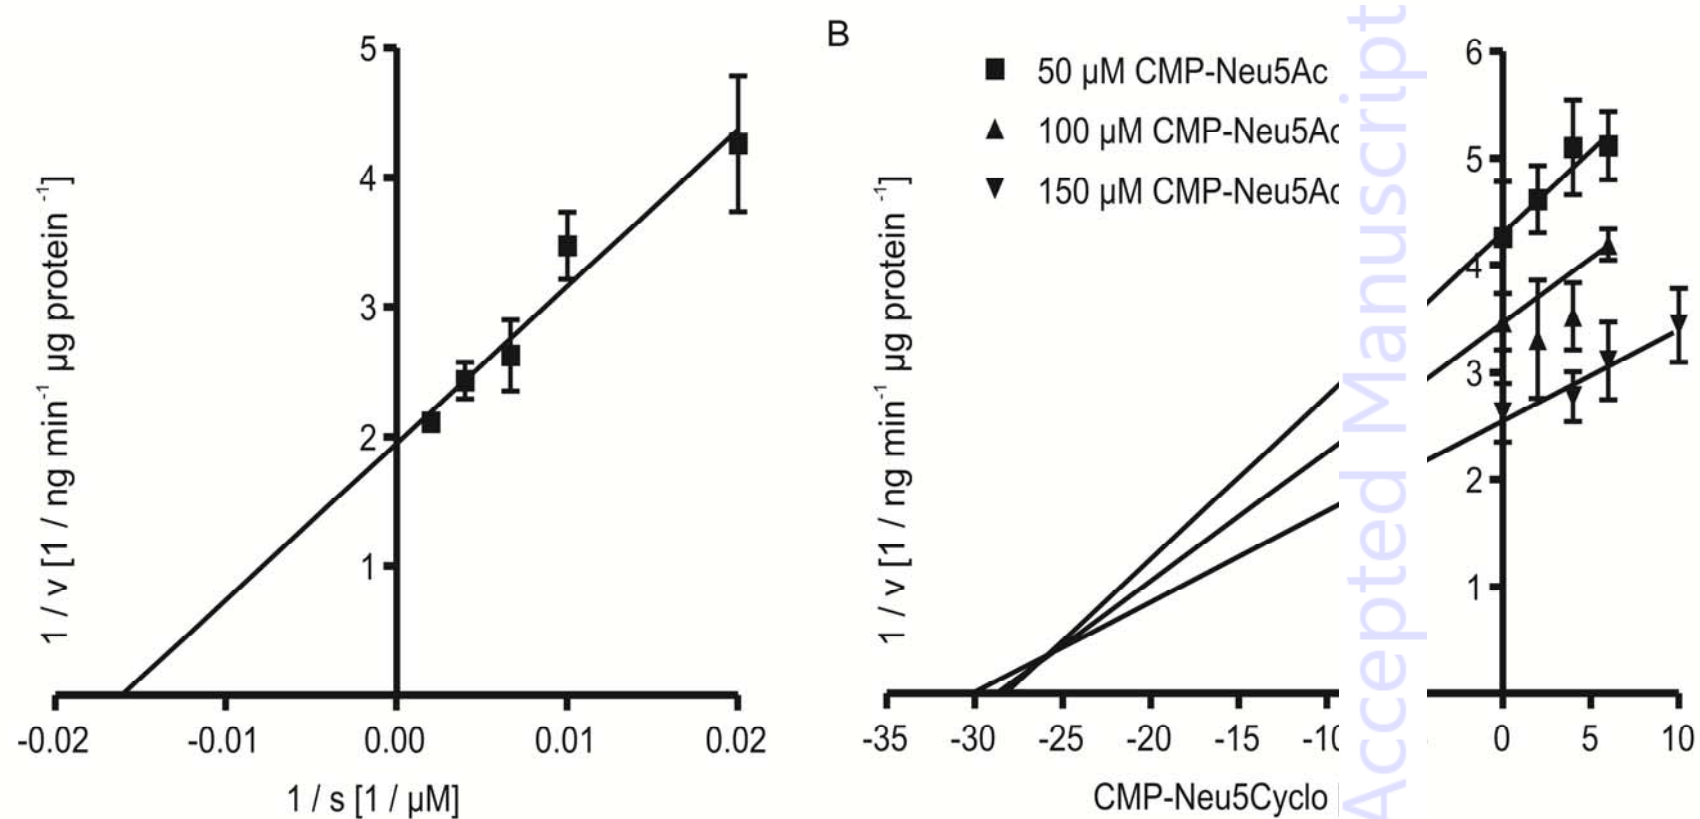 5
4
3
2
1
1 / v [1 / ng min⁻¹ µg protein ⁻¹]
-0.02
-0.01
0.00
0.01
0.02
1 / s [1 / µM]
B
50 µM CMP-Neu5Ac
100 µM CMP-Neu5Ac
150 µM CMP-Neu5Ac
Accepted Manuscript
6
5
4
3
2
1
1 / v [1 / ng min⁻¹ µg protein ⁻¹]
-35
-30
-25
-20
-15
-10
0
5
10
CMP-Neu5Cyclo